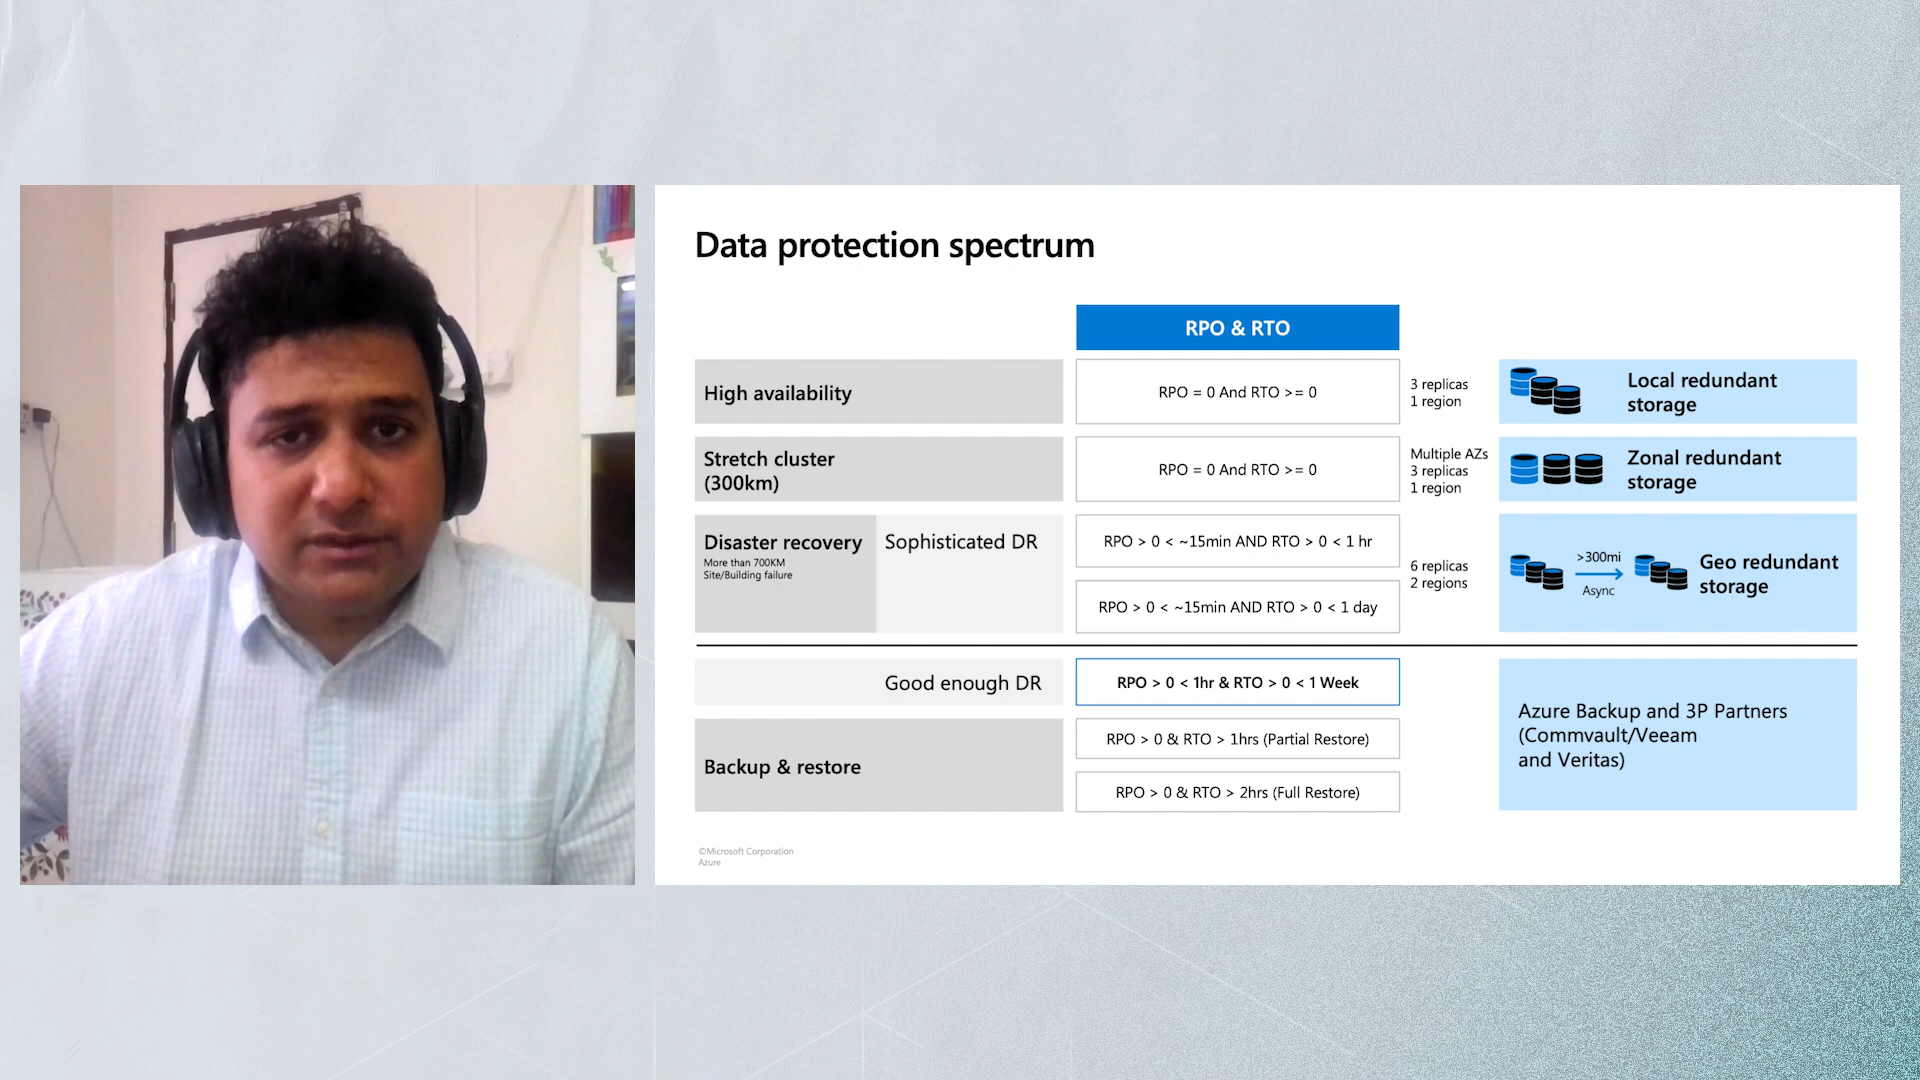 Data protection spectrum
RPO & RTO
High availability
RPO = 0 And RTO >= 0
3 replicas
1 region
Local redundant
storage
Stretch cluster
(300km)
RPO = 0 And RTO >= 0
Multiple AZs
3 replicas
1 region
Zonal redundant
storage
Disaster recovery
More than 700KM
Site/Building failure
Sophisticated DR
RPO > 0 < ~15min AND RTO > 0 < 1 hr
RPO > 0 < ~15min AND RTO > 0 < 1 day
6 replicas
2 regions
>300mi
Async
Geo redundant
storage
Good enough DR
RPO > 0 < 1hr & RTO > 0 < 1 Week
Backup & restore
RPO > 0 & RTO > 1hrs (Partial Restore)
RPO > 0 & RTO > 2hrs (Full Restore)
Azure Backup and 3P Partners
(Commvault/Veeam
and Veritas)
©Microsoft Corporation
Azure